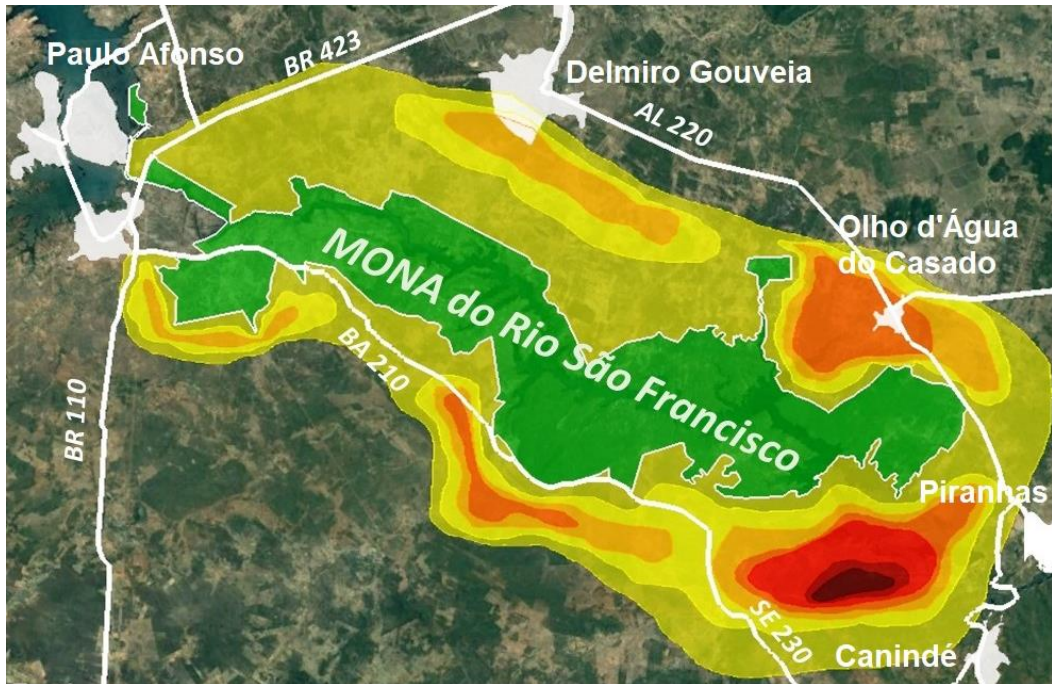 Paulo Afonso
BR 423
Delmiro Gouveia
AL 220
Olho d'Água
do Casado
MONA do Rio São Francisco
BA 210
BR 110
Piranhas
SE 230
Canindé